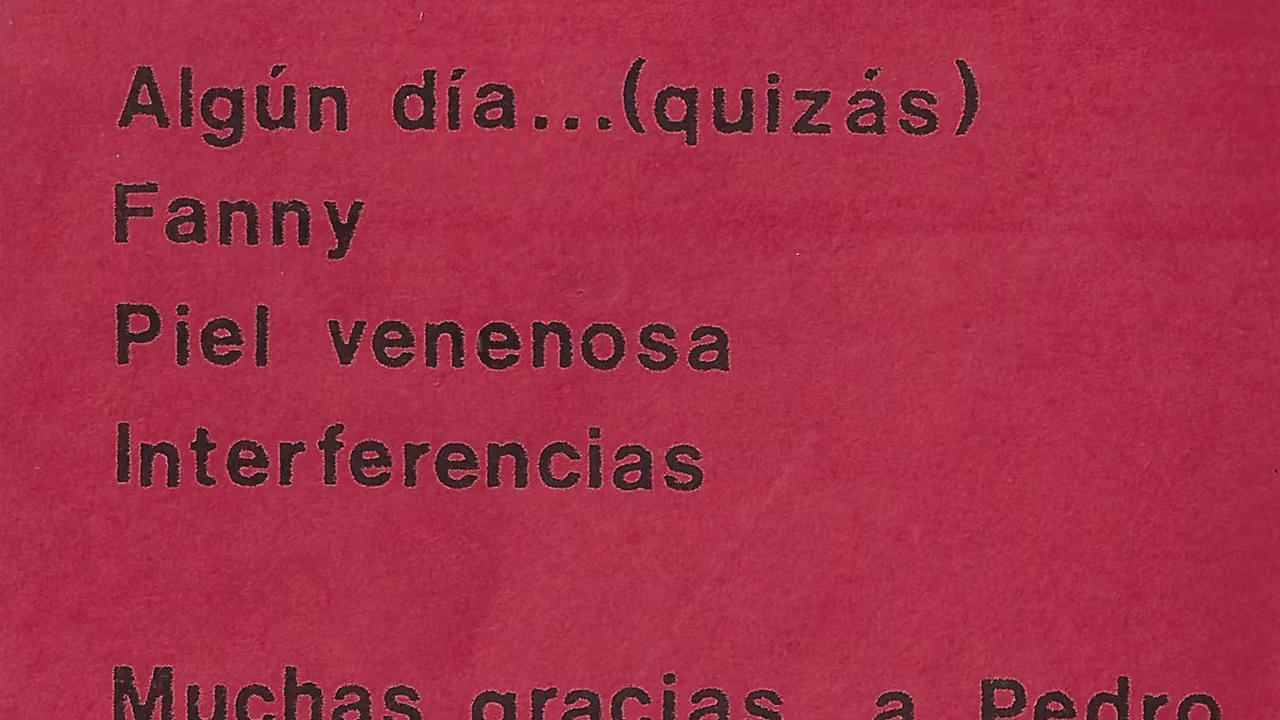 Algún día...(quizás)
Fanny
Piel venenosa
Interferencias
Muchas gracias a Pedro